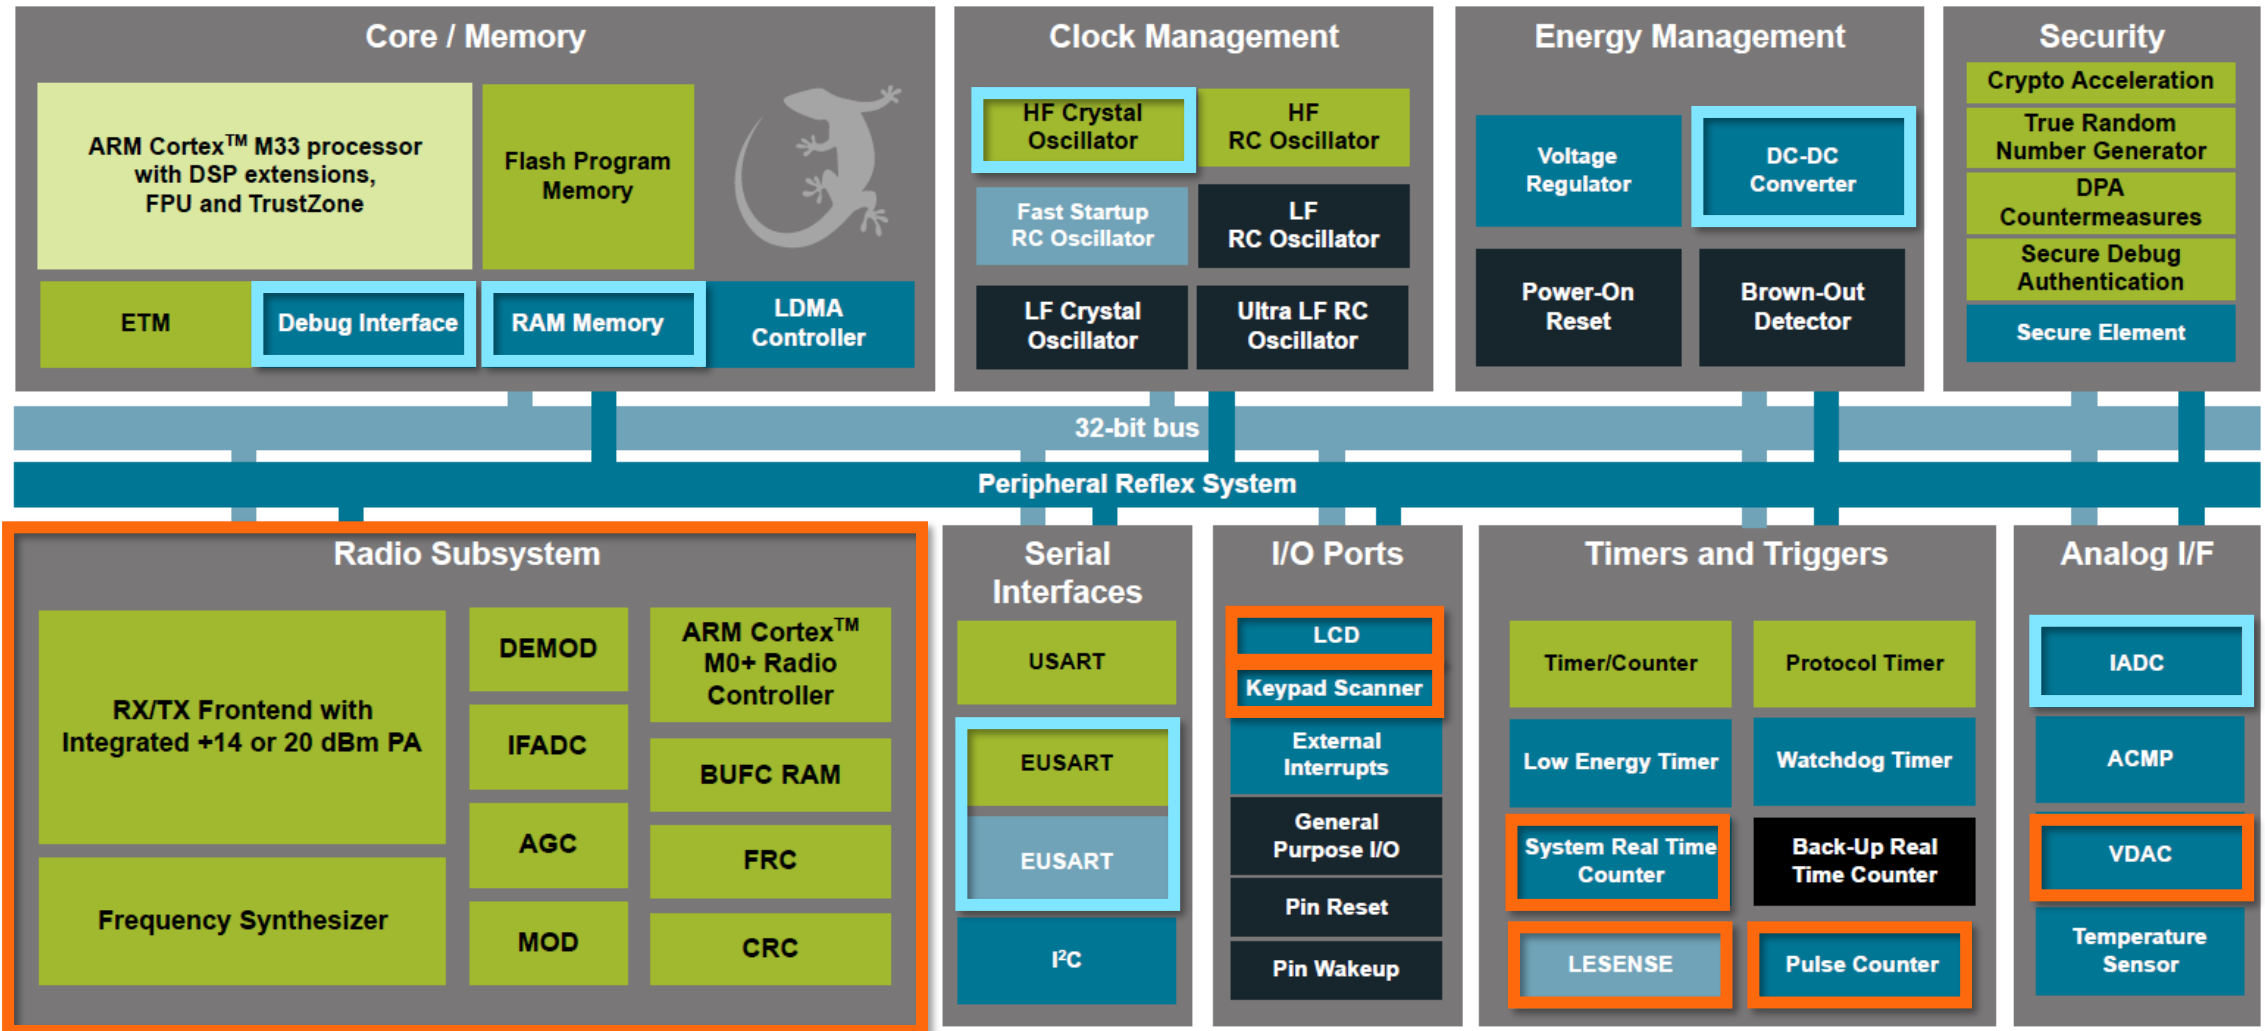 Core / Memory
ARM Cortex™ M33 processor
with DSP extensions,
FPU and TrustZone
Flash Program
Memory
ETM
Debug Interface
RAM Memory
LDMA
Controller
Clock Management
HF Crystal
Oscillator
HF
RC Oscillator
Fast Startup
RC Oscillator
LF
RC Oscillator
LF Crystal
Oscillator
Ultra LF RC
Oscillator
Energy Management
Voltage
Regulator
DC-DC
Converter
Power-On
Reset
Brown-Out
Detector
Security
Crypto Acceleration
True Random
Number Generator
DPA
Countermeasures
Secure Debug
Authentication
Secure Element
32-bit bus
Peripheral Reflex System
Radio Subsystem
RX/TX Frontend with
Integrated +14 or 20 dBm PA
Frequency Synthesizer
DEMOD
IFADC
AGC
MOD
ARM Cortex™
M0+ Radio
Controller
BUFC RAM
FRC
CRC
Serial
Interfaces
USART
EUSART
EUSART
I²C
I/O Ports
LCD
Keypad Scanner
External
Interrupts
General
Purpose I/O
Pin Reset
Pin Wakeup
Timers and Triggers
Timer/Counter
Protocol Timer
Low Energy Timer
Watchdog Timer
System Real Time
Counter
Back-Up Real
Time Counter
LESENSE
Pulse Counter
Analog I/F
IADC
ACMP
VDAC
Temperature
Sensor